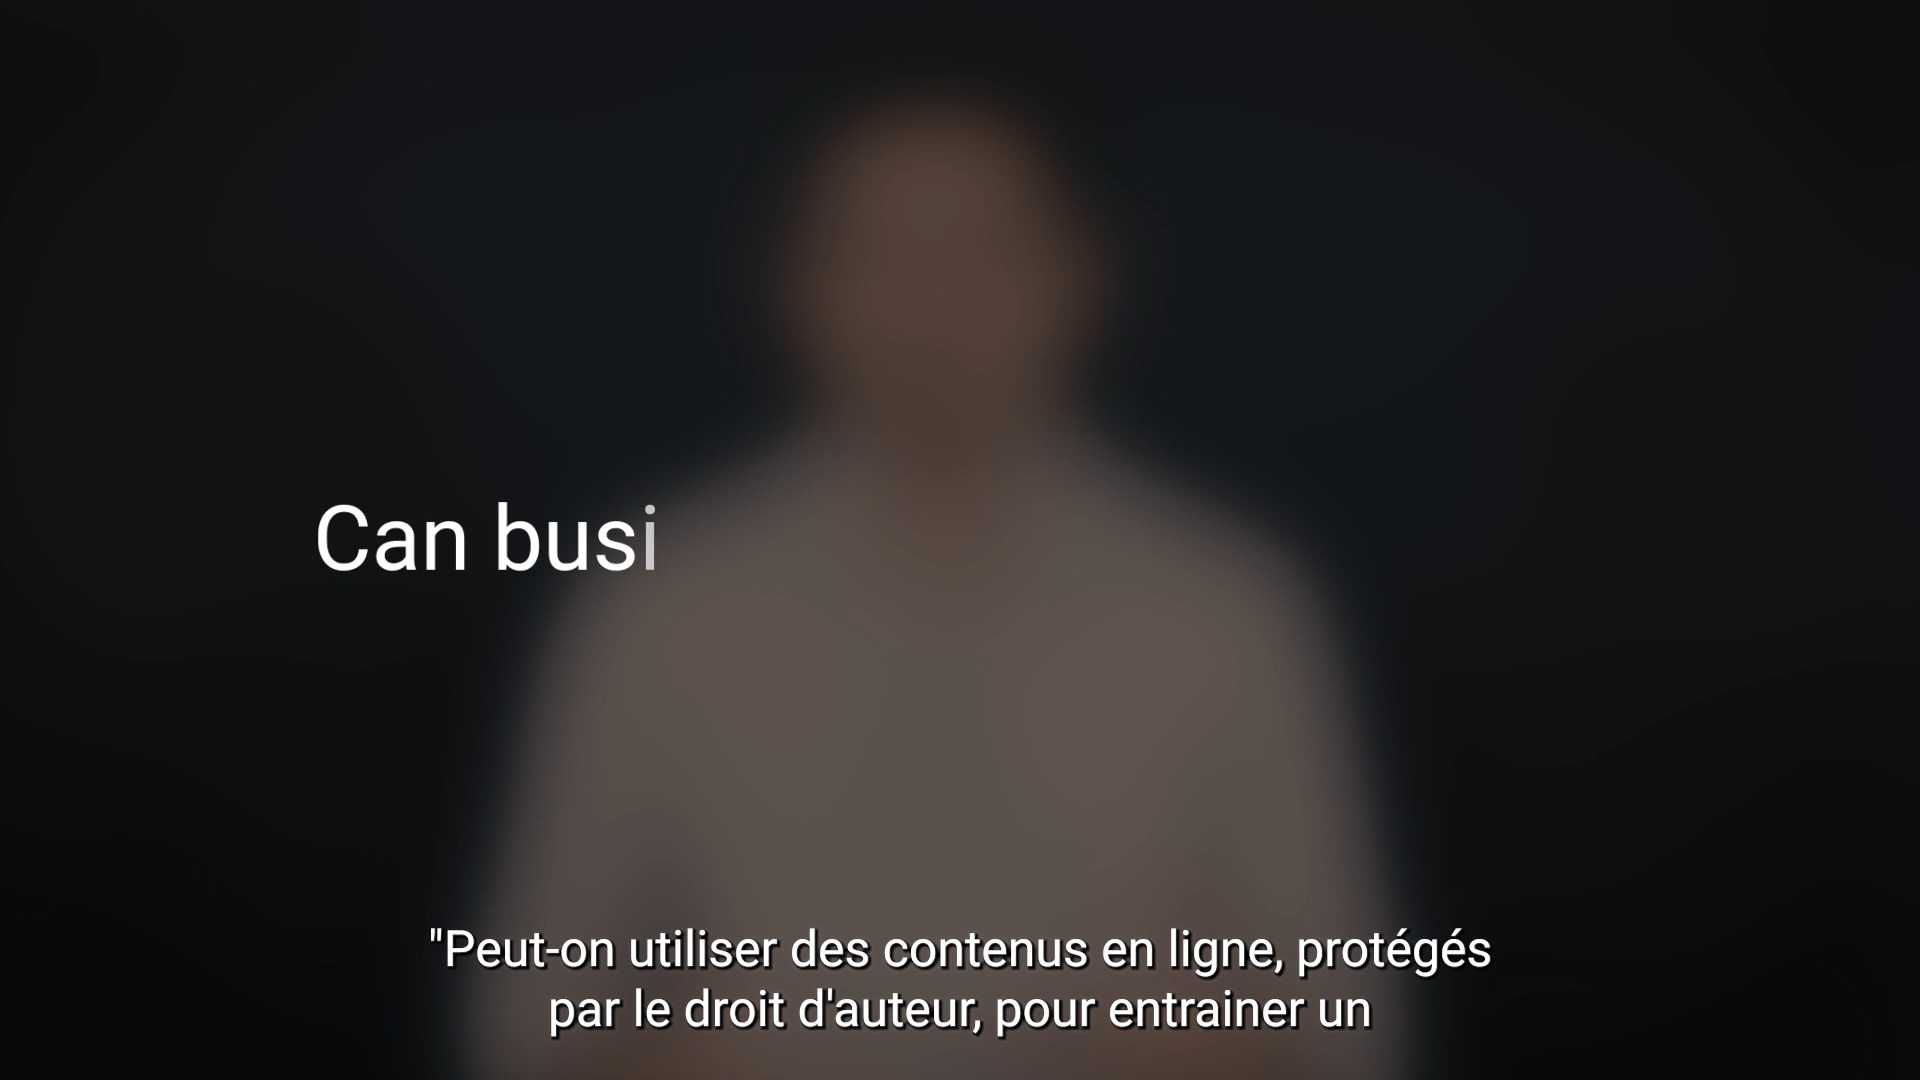 Can busi
"Peut-on utiliser des contenus en ligne, protégés
par le droit d'auteur, pour entrainer un